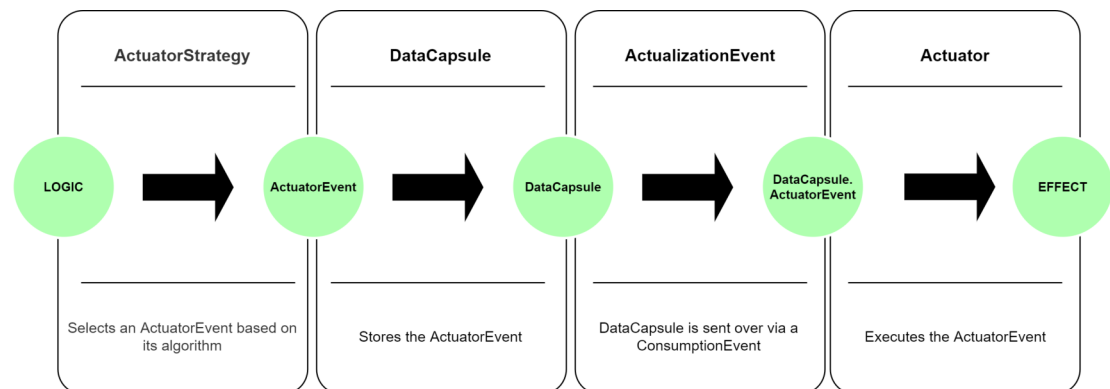 ActuatorStrategy
DataCapsule
ActualizationEvent
Actuator
LOGIC
ActuatorEvent
DataCapsule
DataCapsule.
ActuatorEvent
EFFECT
Selects an ActuatorEvent based on
its algorithm
Stores the ActuatorEvent
DataCapsule is sent over via a
ConsumptionEvent
Executes the ActuatorEvent